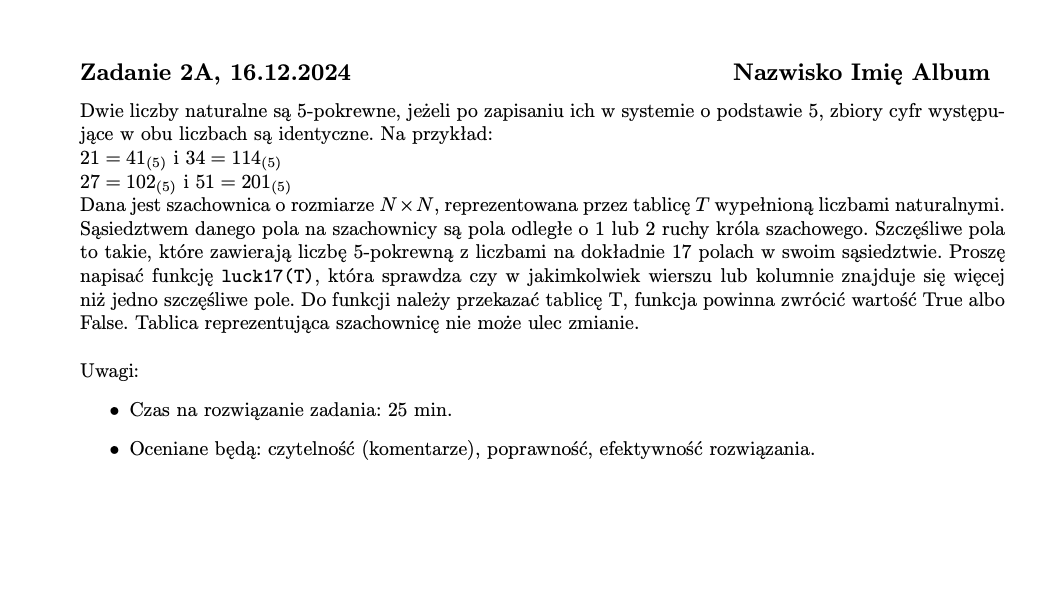 Zadanie 2A, 16.12.2024 Nazwisko Imię Album
Dwie liczby naturalne są 5-pokrewne, jeżeli po zapisaniu ich w systemie o podstawie 5, zbiory cyfr występu-
jące w obu liczbach są identyczne. Na przykład:
21 = 41₍₅₎ i 34 = 114₍₅₎
27 = 102₍₅₎ i 51 = 201₍₅₎
Dana jest szachownica o rozmiarze N × N, reprezentowana przez tablicę T wypełnioną liczbami naturalnymi.
Sąsiedztwem danego pola na szachownicy są pola odległe o 1 lub 2 ruchy króla szachowego. Szczęśliwe pola
to takie, które zawierają liczbę 5-pokrewną z liczbami na dokładnie 17 polach w swoim sąsiedztwie. Proszę
napisać funkcję luck17(T), która sprawdza czy w jakimkolwiek wierszu lub kolumnie znajduje się więcej
niż jedno szczęśliwe pole. Do funkcji należy przekazać tablicę T, funkcja powinna zwrócić wartość True albo
False. Tablica reprezentująca szachownicę nie może ulec zmianie.
Uwagi:
• Czas na rozwiązanie zadania: 25 min.
• Oceniane będą: czytelność (komentarze), poprawność, efektywność rozwiązania.